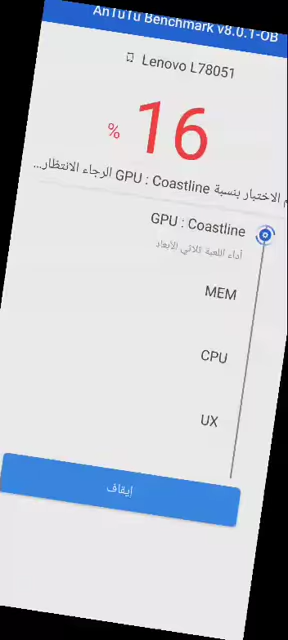 AnTuTu Benchmark v8.0.1-OB
Lenovo L78051
16 %
الاختبار بنسبة GPU : Coastline الرجاء الانتظار...
GPU : Coastline
أداء اللعبة ثلاثي الأبعاد
MEM
CPU
UX
إيقاف